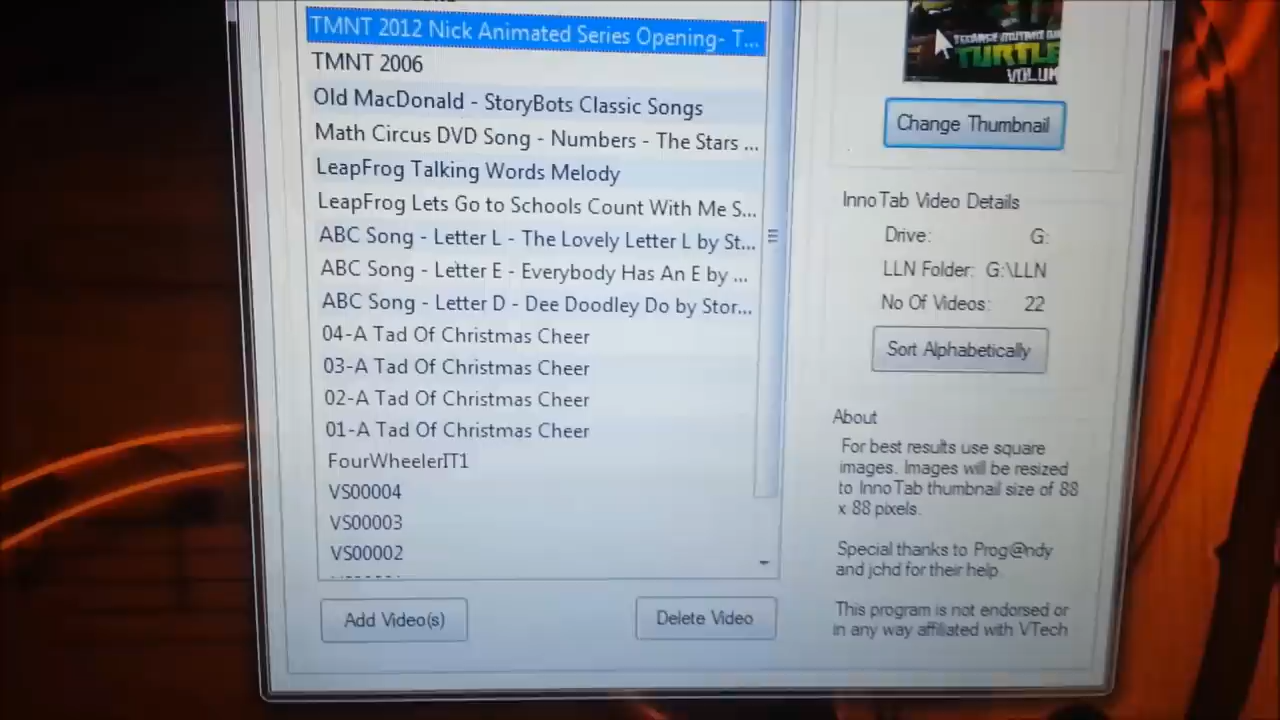 TMNT 2012 Nick Animated Series Opening- T...
TMNT 2006
Old MacDonald - StoryBots Classic Songs
Math Circus DVD Song - Numbers - The Stars ...
LeapFrog Talking Words Melody
LeapFrog Lets Go to Schools Count With Me S...
ABC Song - Letter L - The Lovely Letter L by St...
ABC Song - Letter E - Everybody Has An E by ...
ABC Song - Letter D - Dee Doodley Do by Stor...
04-A Tad Of Christmas Cheer
03-A Tad Of Christmas Cheer
02-A Tad Of Christmas Cheer
01-A Tad Of Christmas Cheer
FourWheelerIT1
VS00004
VS00003
VS00002
Add Video(s)
Delete Video
TEENAGE MUTANT
TURTLE
Change Thumbnail
InnoTab Video Details
Drive: G:
LLN Folder: G:\LLN
No Of Videos: 22
Sort Alphabetically
About
For best results use square
images. Images will be resized
to InnoTab thumbnail size of 88
x 88 pixels.
Special thanks to Prog@ndy
and jchd for their help.
This program is not endorsed or
in any way affiliated with VTech